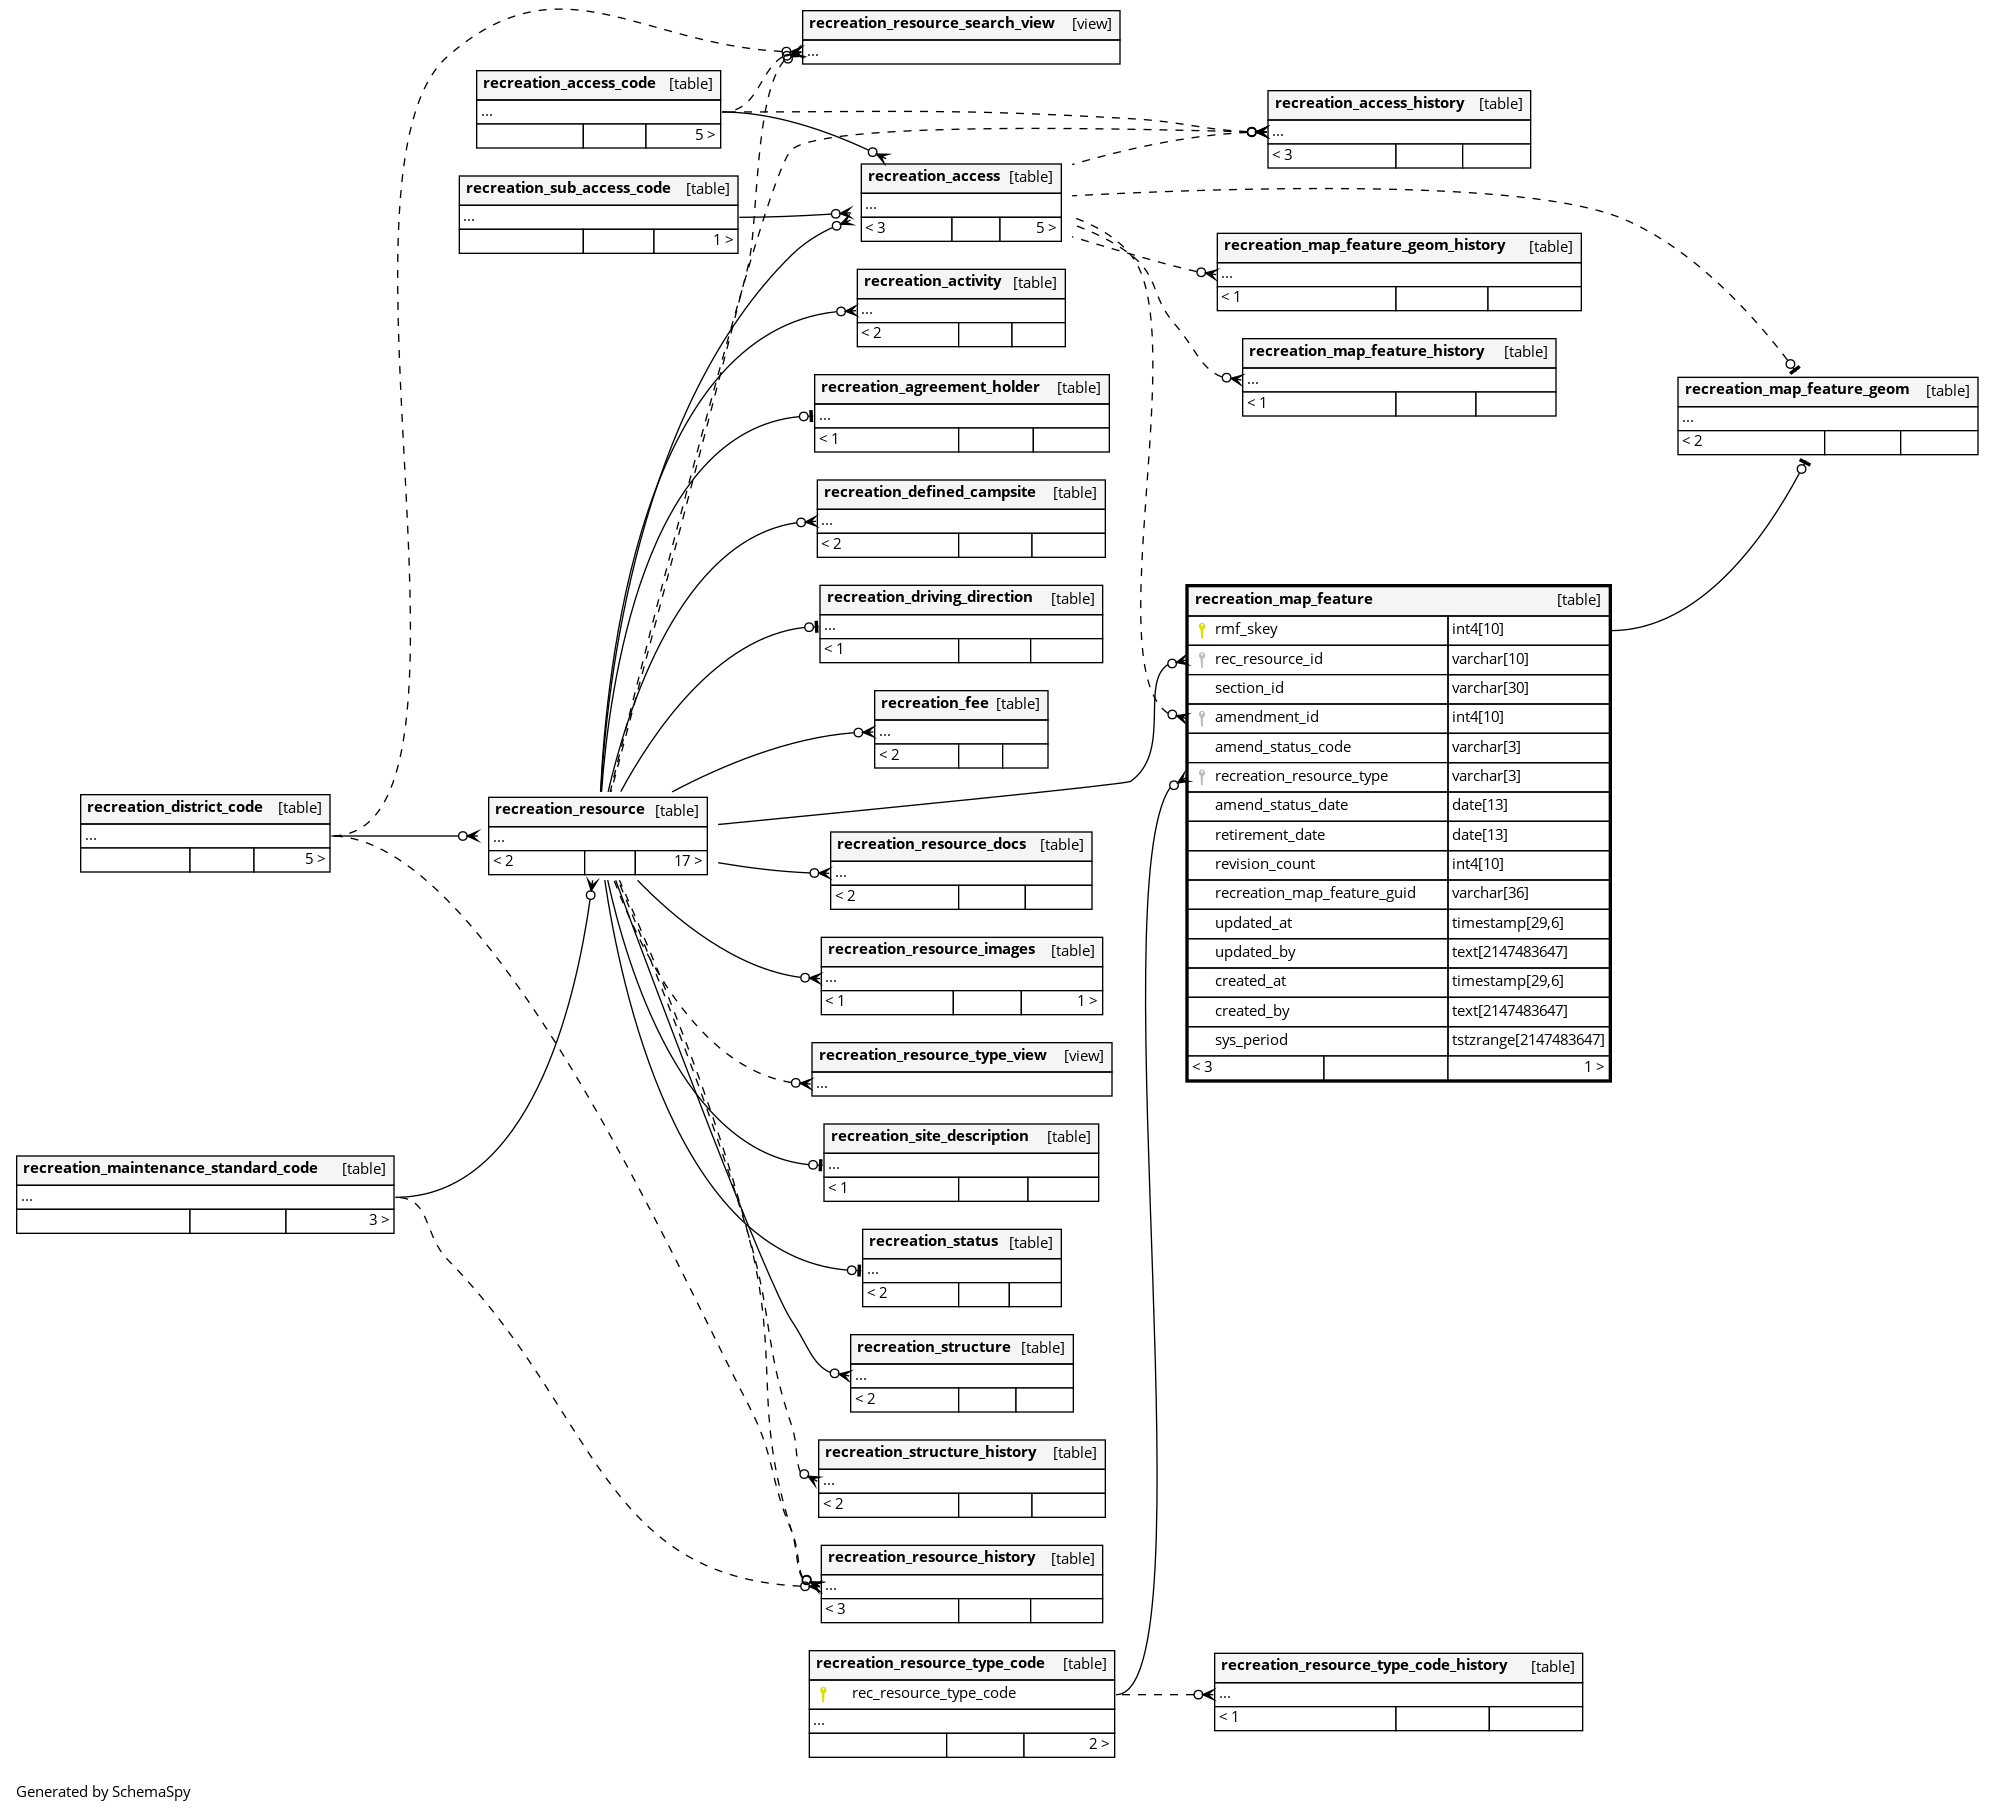 recreation_resource_search_view [view]
...
recreation_access_code [table]
...
5 >
recreation_access_history [table]
...
< 3
recreation_sub_access_code [table]
...
1 >
recreation_access [table]
...
< 3 5 >
recreation_map_feature_geom_history [table]
...
< 1
recreation_activity [table]
...
< 2
recreation_map_feature_history [table]
...
< 1
recreation_agreement_holder [table]
...
< 1
recreation_map_feature_geom [table]
...
< 2
recreation_defined_campsite [table]
...
< 2
recreation_driving_direction [table]
...
< 1
recreation_map_feature [table]
rmf_skey int4[10]
rec_resource_id varchar[10]
section_id varchar[30]
amendment_id int4[10]
amend_status_code varchar[3]
recreation_resource_type varchar[3]
amend_status_date date[13]
retirement_date date[13]
revision_count int4[10]
recreation_map_feature_guid varchar[36]
updated_at timestamp[29,6]
updated_by text[2147483647]
created_at timestamp[29,6]
created_by text[2147483647]
sys_period tstzrange[2147483647]
< 3 1 >
recreation_fee [table]
...
< 2
recreation_district_code [table]
...
5 >
recreation_resource [table]
...
< 2 17 >
recreation_resource_docs [table]
...
< 2
recreation_resource_images [table]
...
< 1 1 >
recreation_resource_type_view [view]
...
recreation_site_description [table]
...
< 1
recreation_maintenance_standard_code [table]
...
3 >
recreation_status [table]
...
< 2
recreation_structure [table]
...
< 2
recreation_structure_history [table]
...
< 2
recreation_resource_history [table]
...
< 3
recreation_resource_type_code [table]
rec_resource_type_code
...
2 >
recreation_resource_type_code_history [table]
...
< 1
Generated by SchemaSpy